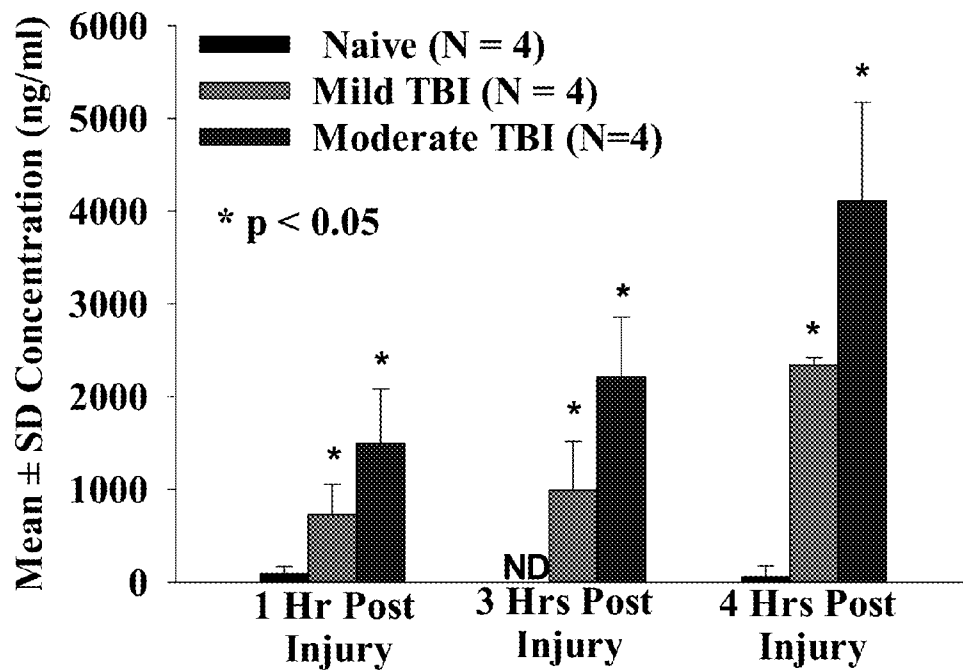 Mean ± SD Concentration (ng/ml)
6000
5000
4000
3000
2000
1000
0
Naive (N = 4)
Mild TBI (N = 4)
Moderate TBI (N=4)
* p < 0.05
*
*
*
*
*
*
ND
1 Hr Post
Injury
3 Hrs Post
Injury
4 Hrs Post
Injury